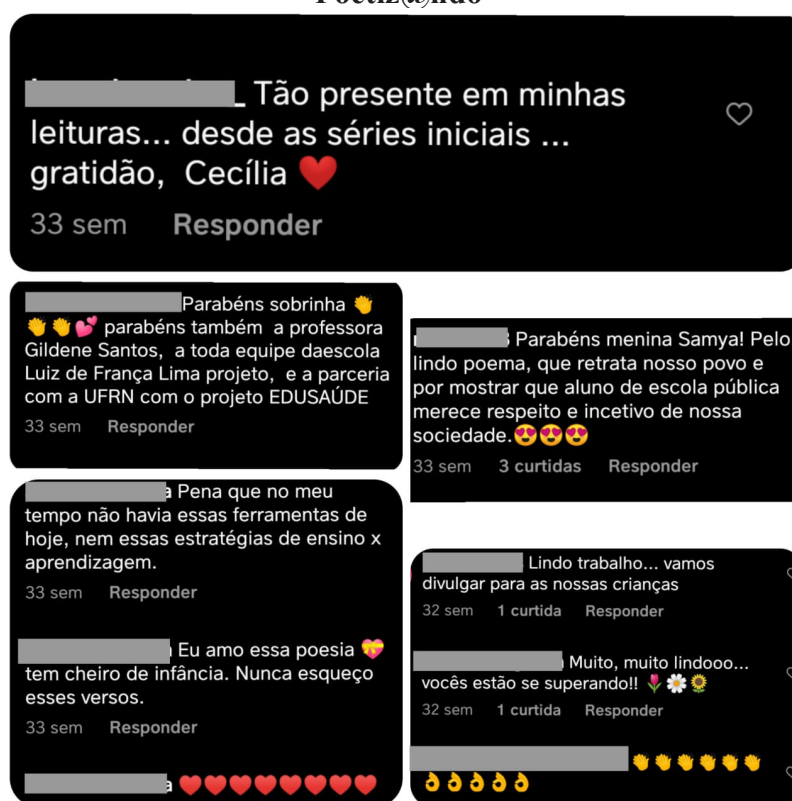 Poetiz@ndo
Tão presente em minhas
leituras... desde as séries iniciais ...
gratidão, Cecília ❤️
33 sem Responder
Parabéns sobrinha 👏
👏👏💕 parabéns também a professora
Gildene Santos, a toda equipe daescola
Luiz de França Lima projeto, e a parceria
com a UFRN com o projeto EDUSAÚDE
33 sem Responder
Parabéns menina Samya! Pelo
lindo poema, que retrata nosso povo e
por mostrar que aluno de escola pública
merece respeito e incetivo de nossa
sociedade.😍😍😍
33 sem 3 curtidas Responder
Pena que no meu
tempo não havia essas ferramentas de
hoje, nem essas estratégias de ensino x
aprendizagem.
33 sem Responder
Eu amo essa poesia 💝
tem cheiro de infância. Nunca esqueço
esses versos.
33 sem Responder
❤️❤️❤️❤️❤️❤️❤️❤️
Lindo trabalho... vamos
divulgar para as nossas crianças
32 sem 1 curtida Responder
Muito, muito lindooo...
vocês estão se superando!! 🌷🌼🌻
32 sem 1 curtida Responder
👏👏👏👏👏👏
👌👌👌👌👌